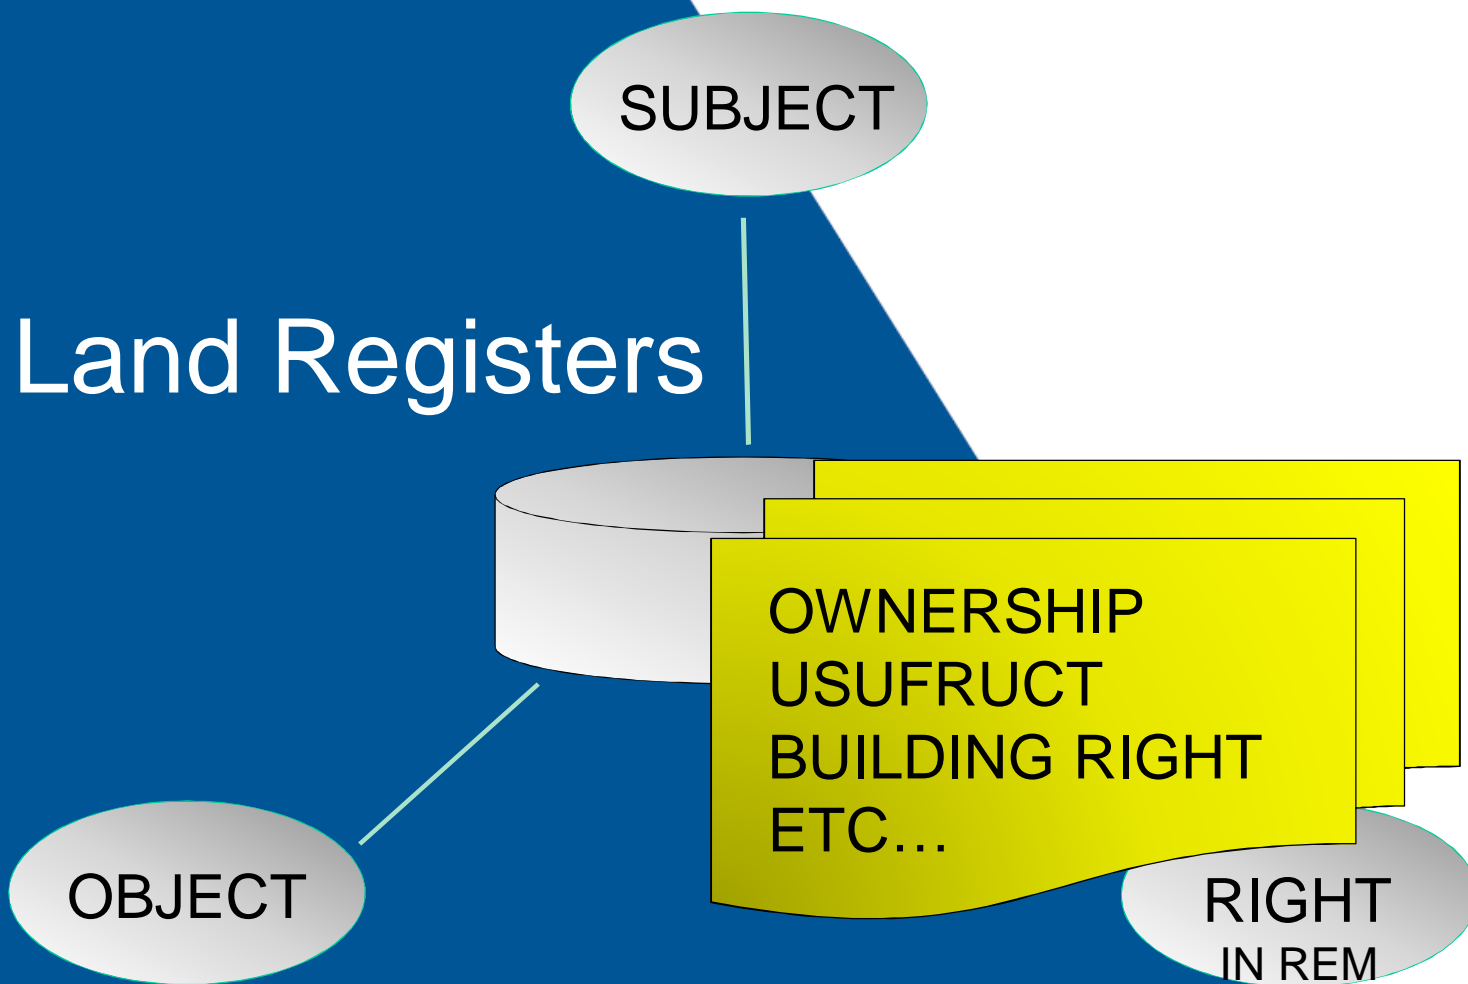 SUBJECT
Land Registers
OWNERSHIP
USUFRUCT
BUILDING RIGHT
ETC…
OBJECT
RIGHT
IN REM